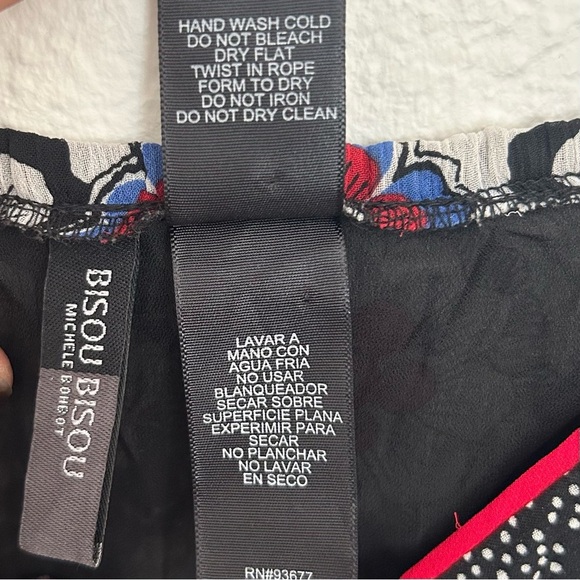 HAND WASH COLD
DO NOT BLEACH
DRY FLAT
TWIST IN ROPE
FORM TO DRY
DO NOT IRON
DO NOT DRY CLEAN
BISOU BISOU
MICHELE BOHBOT
LAVAR A
MANO CON
AGUA FRIA
NO USAR
BLANQUEADOR
SECAR SOBRE
SUPERFICIE PLANA
EXPERIMIR PARA
SECAR
NO PLANCHAR
NO LAVAR
EN SECO
RN#93677